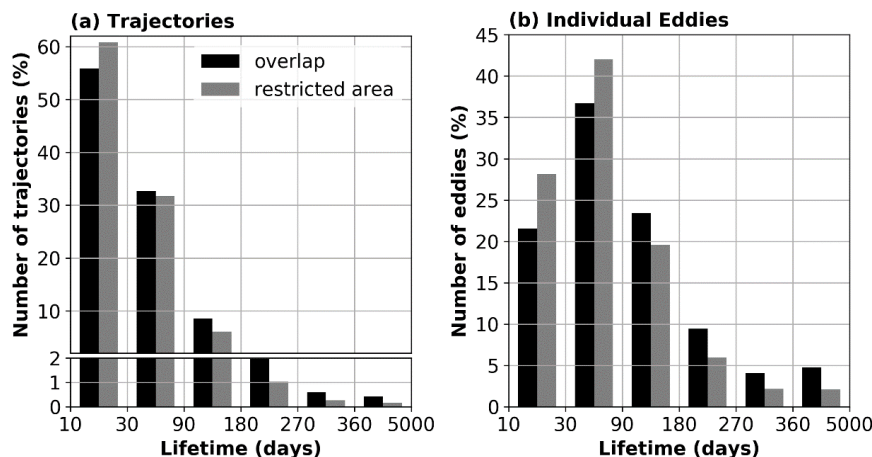 (a) Trajectories
60
50
40
30
20
10
2
1
0
Number of trajectories (%)
overlap
restricted area
10 30 90 180 270 360 5000
Lifetime (days)
(b) Individual Eddies
45
40
35
30
25
20
15
10
5
0
Number of eddies (%)
10 30 90 180 270 360 5000
Lifetime (days)